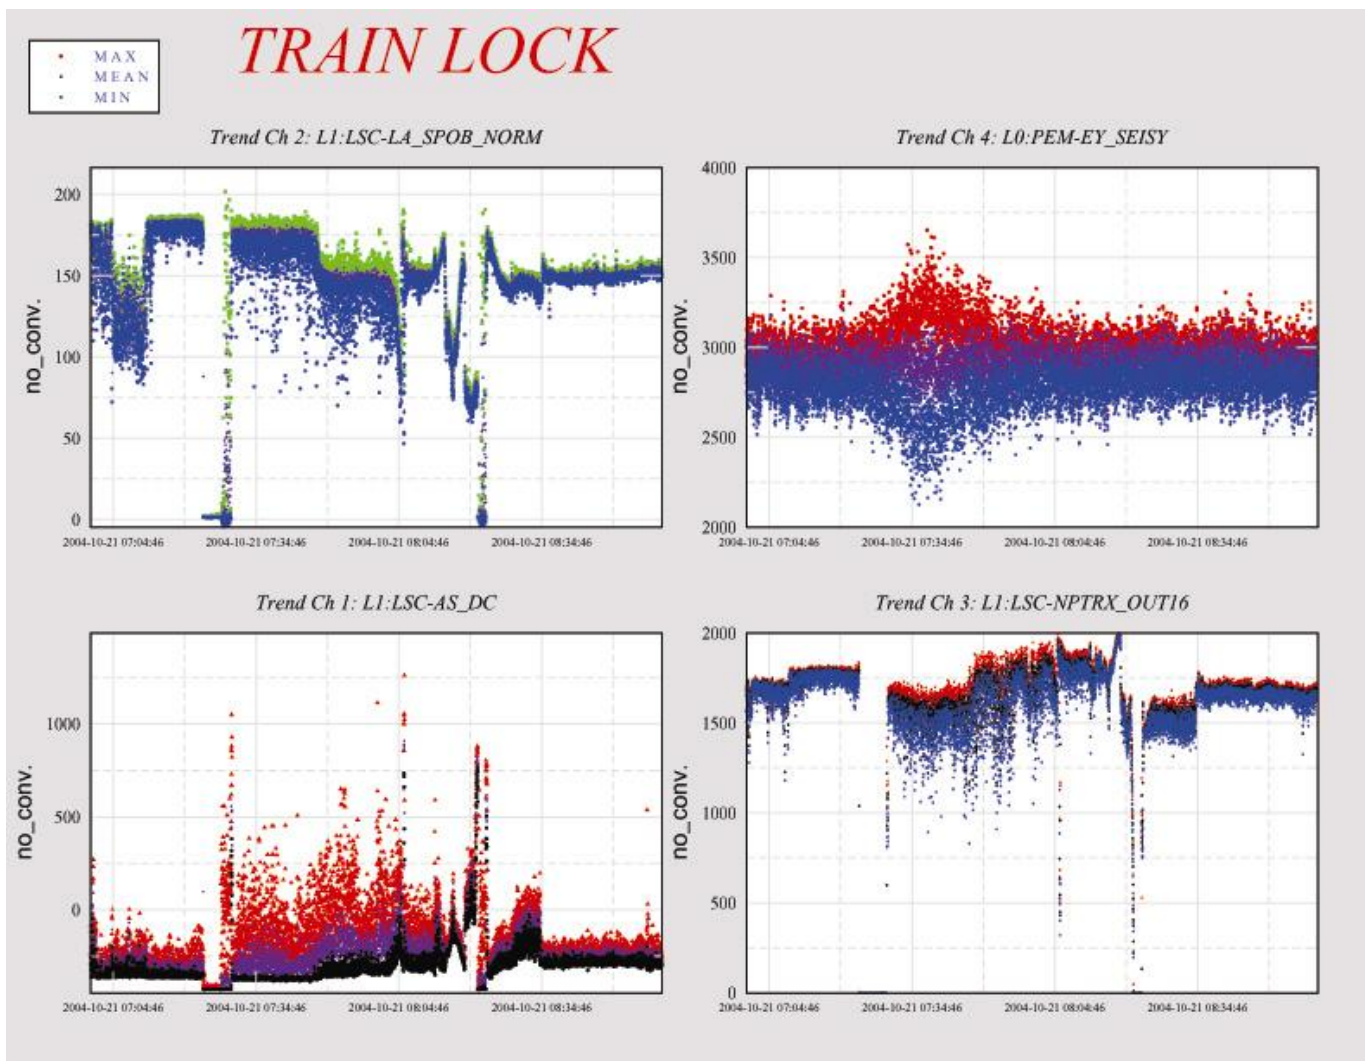 TRAIN LOCK
MAX
MEAN
MIN
Trend Ch 2: L1:LSC-LA_SPOB_NORM
200
150
100
50
0
no_conv.
2004-10-21 07:04:46 2004-10-21 07:34:46 2004-10-21 08:04:46 2004-10-21 08:34:46
Trend Ch 4: L0:PEM-EY_SEISY
4000
3500
3000
2500
2000
no_conv.
2004-10-21 07:04:46 2004-10-21 07:34:46 2004-10-21 08:04:46 2004-10-21 08:34:46
Trend Ch 1: L1:LSC-AS_DC
1000
500
0
no_conv.
2004-10-21 07:04:46 2004-10-21 07:34:46 2004-10-21 08:04:46 2004-10-21 08:34:46
Trend Ch 3: L1:LSC-NPTRX_OUT16
2000
1500
1000
500
0
no_conv.
2004-10-21 07:04:46 2004-10-21 07:34:46 2004-10-21 08:04:46 2004-10-21 08:34:46